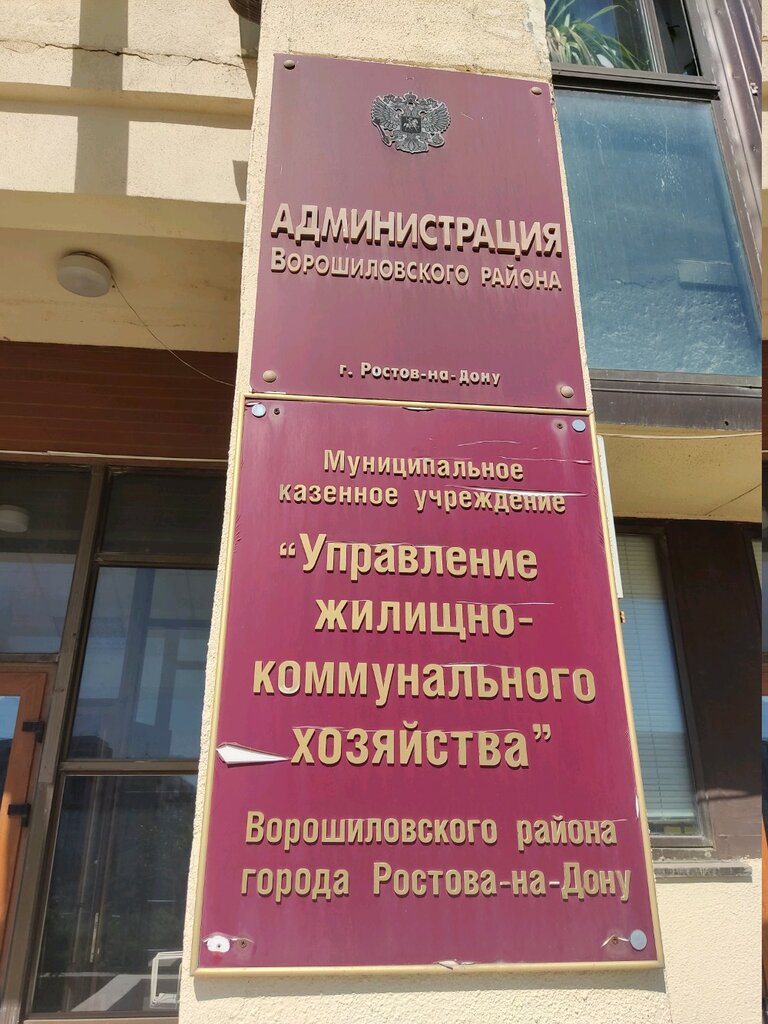 АДМИНИСТРАЦИЯ
ВОРОШИЛОВСКОГО РАЙОНА
г. Ростов-на-Дону
Муниципальное
казенное учреждение
“Управление
жилищно-
коммунального
хозяйства”
Ворошиловского района
города Ростова-на-Дону